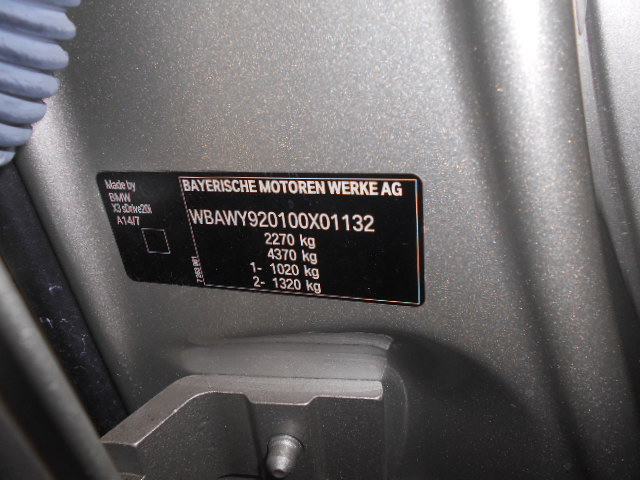 Made by
BMW
X3 sDrive20i
A14/7
BAYERISCHE MOTOREN WERKE AG
WBAWY920100X01132
2270 kg
4370 kg
1- 1020 kg
2- 1320 kg